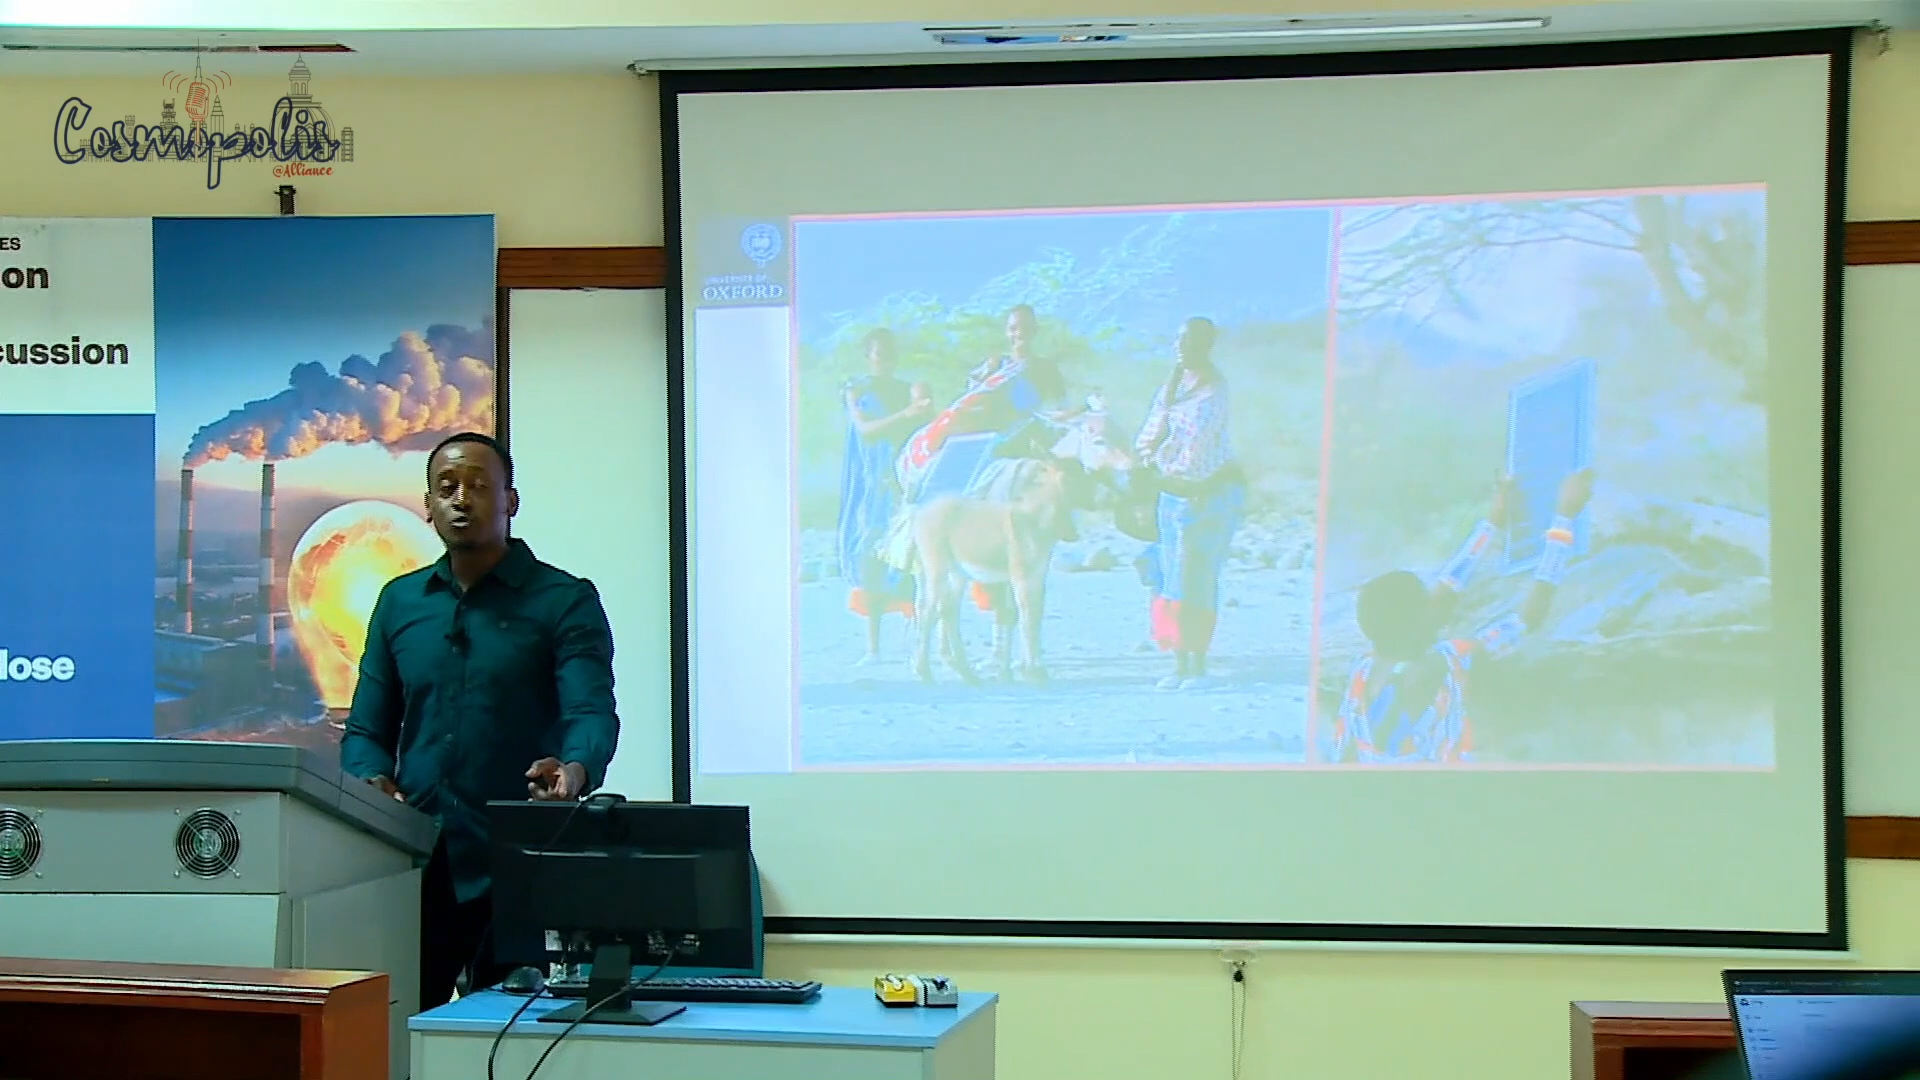 Cosmopolis
@Alliance
ES
on
cussion
lose
UNIVERSITY OF
OXFORD